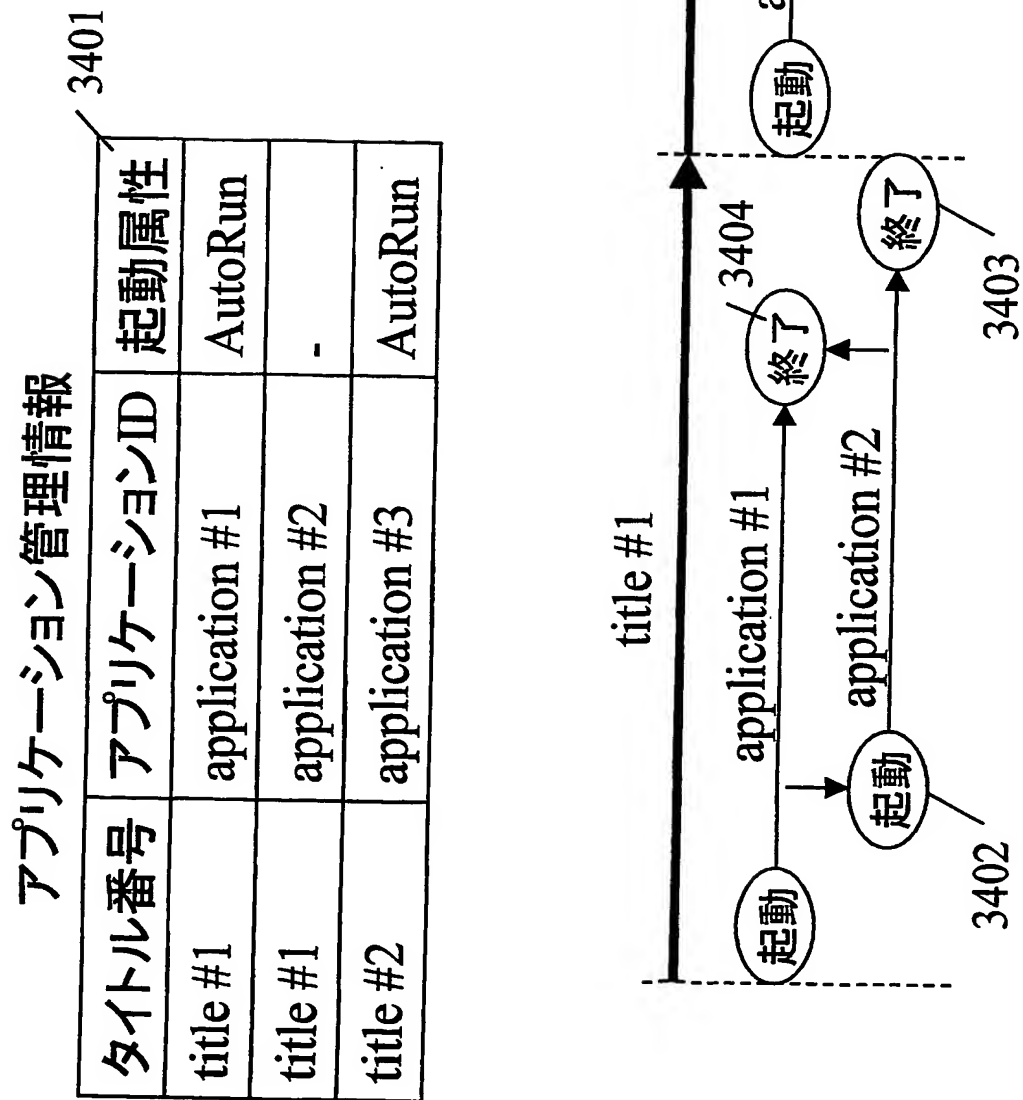 アプリケーション管理情報
3401
タイトル番号 アプリケーションID 起動属性
title #1 application #1 AutoRun
title #1 application #2 -
title #2 application #3 AutoRun
title #1
起動 application #1 終了 3404 起動
起動 application #2 終了
3402
3403